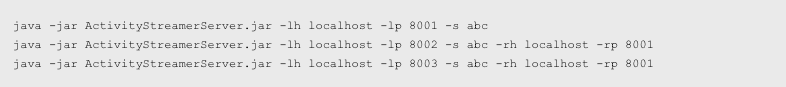 java -jar ActivityStreamerServer.jar -lh localhost -lp 8001 -s abc
java -jar ActivityStreamerServer.jar -lh localhost -lp 8002 -s abc -rh localhost -rp 8001
java -jar ActivityStreamerServer.jar -lh localhost -lp 8003 -s abc -rh localhost -rp 8001